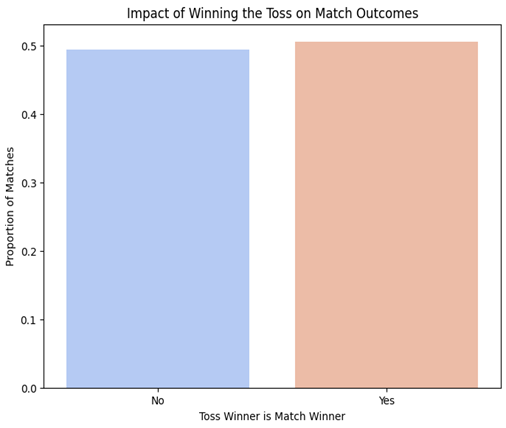 Impact of Winning the Toss on Match Outcomes
Proportion of Matches
0.5
0.4
0.3
0.2
0.1
0.0
No
Yes
Toss Winner is Match Winner